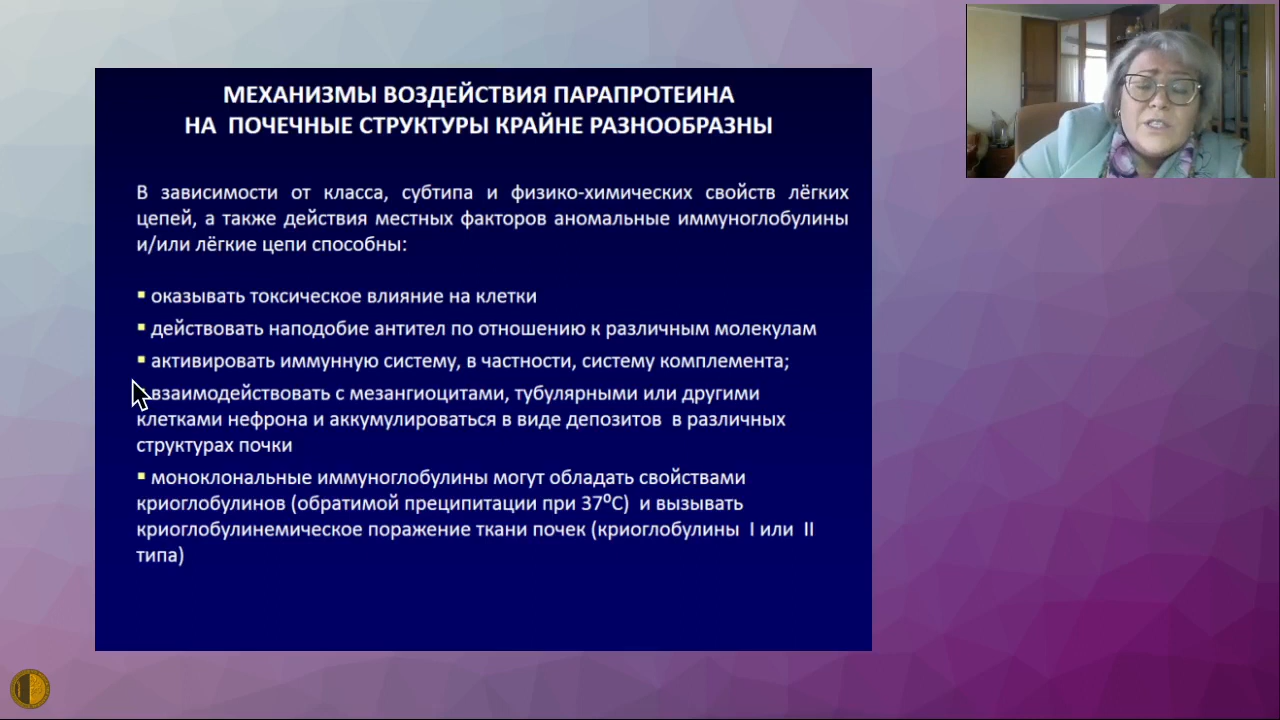 МЕХАНИЗМЫ ВОЗДЕЙСТВИЯ ПАРАПРОТЕИНА
НА ПОЧЕЧНЫЕ СТРУКТУРЫ КРАЙНЕ РАЗНООБРАЗНЫ
В зависимости от класса, субтипа и физико-химических свойств лёгких
цепей, а также действия местных факторов аномальные иммуноглобулины
и/или лёгкие цепи способны:
▪ оказывать токсическое влияние на клетки
▪ действовать наподобие антител по отношению к различным молекулам
▪ активировать иммунную систему, в частности, систему комплемента;
взаимодействовать с мезангиоцитами, тубулярными или другими
клетками нефрона и аккумулироваться в виде депозитов в различных
структурах почки
▪ моноклональные иммуноглобулины могут обладать свойствами
криоглобулинов (обратимой преципитации при 37⁰С) и вызывать
криоглобулинемическое поражение ткани почек (криоглобулины I или II
типа)